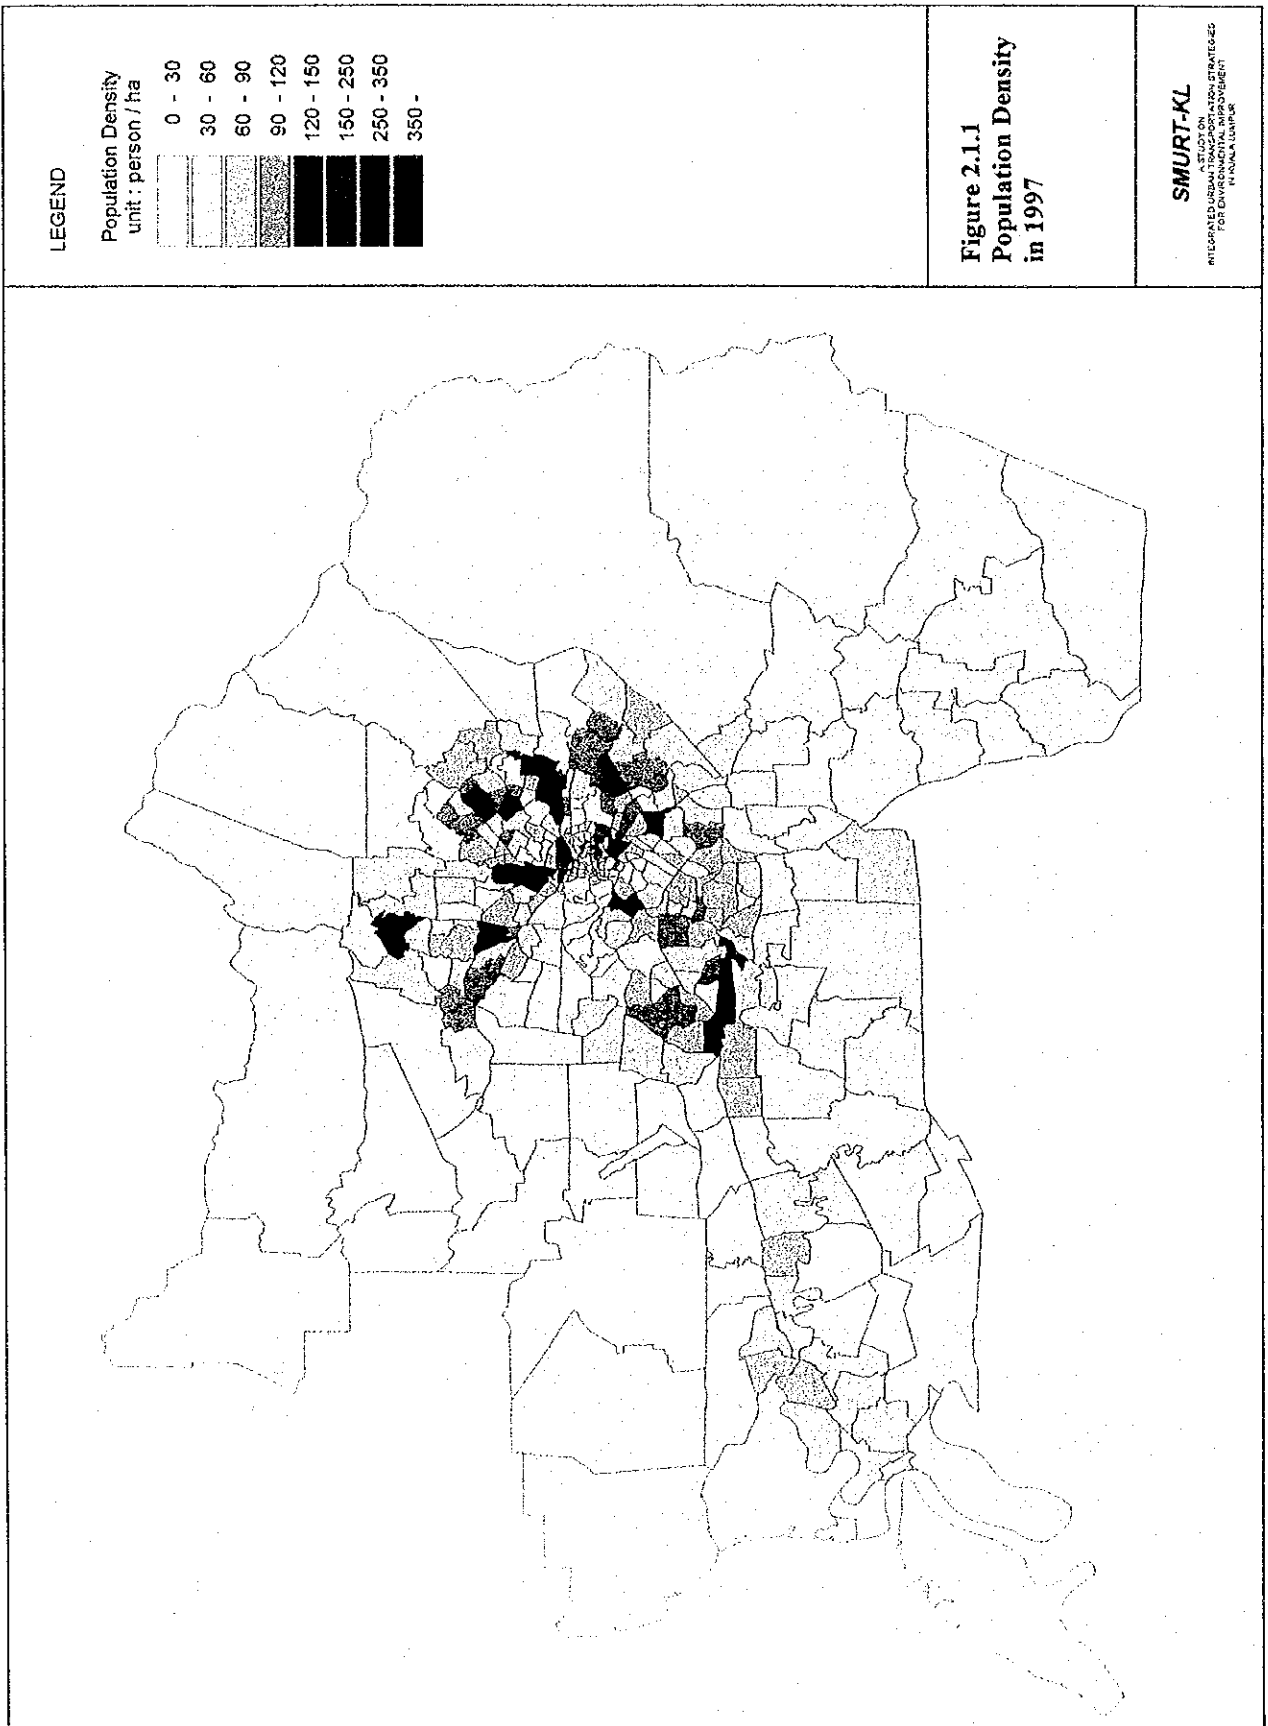 LEGEND
Population Density
unit : person / ha
0 - 30
30 - 60
60 - 90
90 - 120
120 - 150
150 - 250
250 - 350
350 -
Figure 2.1.1
Population Density
in 1997
SMURT-KL
A STUDY ON
INTEGRATED URBAN TRANSPORTATION STRATEGIES
FOR ENVIRONMENTAL IMPROVEMENT
IN KUALA LUMPUR